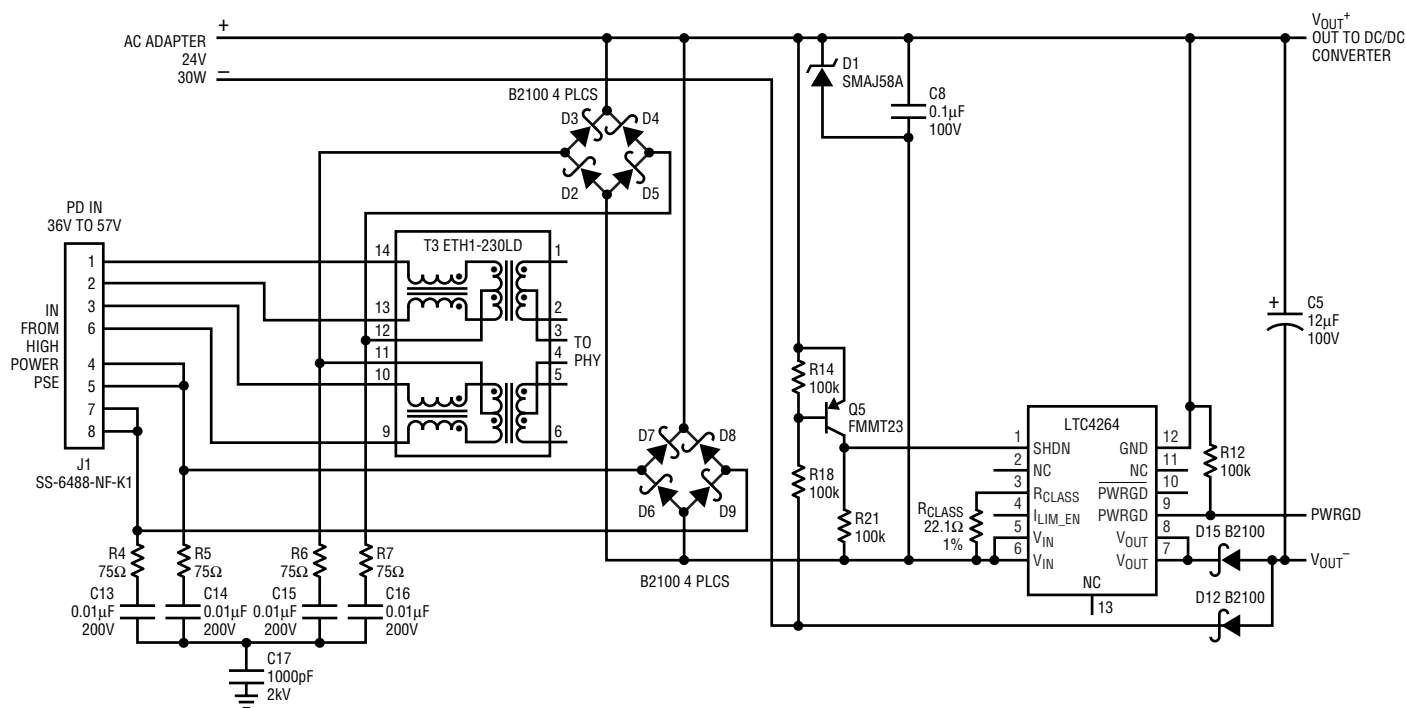 +
AC ADAPTER
24V
30W
−
VOUT+
OUT TO DC/DC
CONVERTER
D1
SMAJ58A
C8
0.1µF
100V
B2100 4 PLCS
D3
D4
D2
D5
PD IN
36V TO 57V
1
2
3
6
4
5
7
8
IN
FROM
HIGH
POWER
PSE
J1
SS-6488-NF-K1
T3 ETH1-230LD
14
13
12
11
10
9
1
2
3
4
5
6
TO
PHY
D7
D8
D6
D9
B2100 4 PLCS
R4
75Ω
R5
75Ω
R6
75Ω
R7
75Ω
C13
0.01µF
200V
C14
0.01µF
200V
C15
0.01µF
200V
C16
0.01µF
200V
C17
1000pF
2kV
R14
100k
Q5
FMMT23
R18
100k
R21
100k
RCLASS
22.1Ω
1%
LTC4264
1
SHDN
2
NC
3
RCLASS
4
ILIM_EN
5
VIN
6
VIN
GND
12
NC
11
PWRGD
10
PWRGD
9
VOUT
8
VOUT
7
NC
13
R12
100k
+
C5
12µF
100V
PWRGD
D15 B2100
VOUT−
D12 B2100